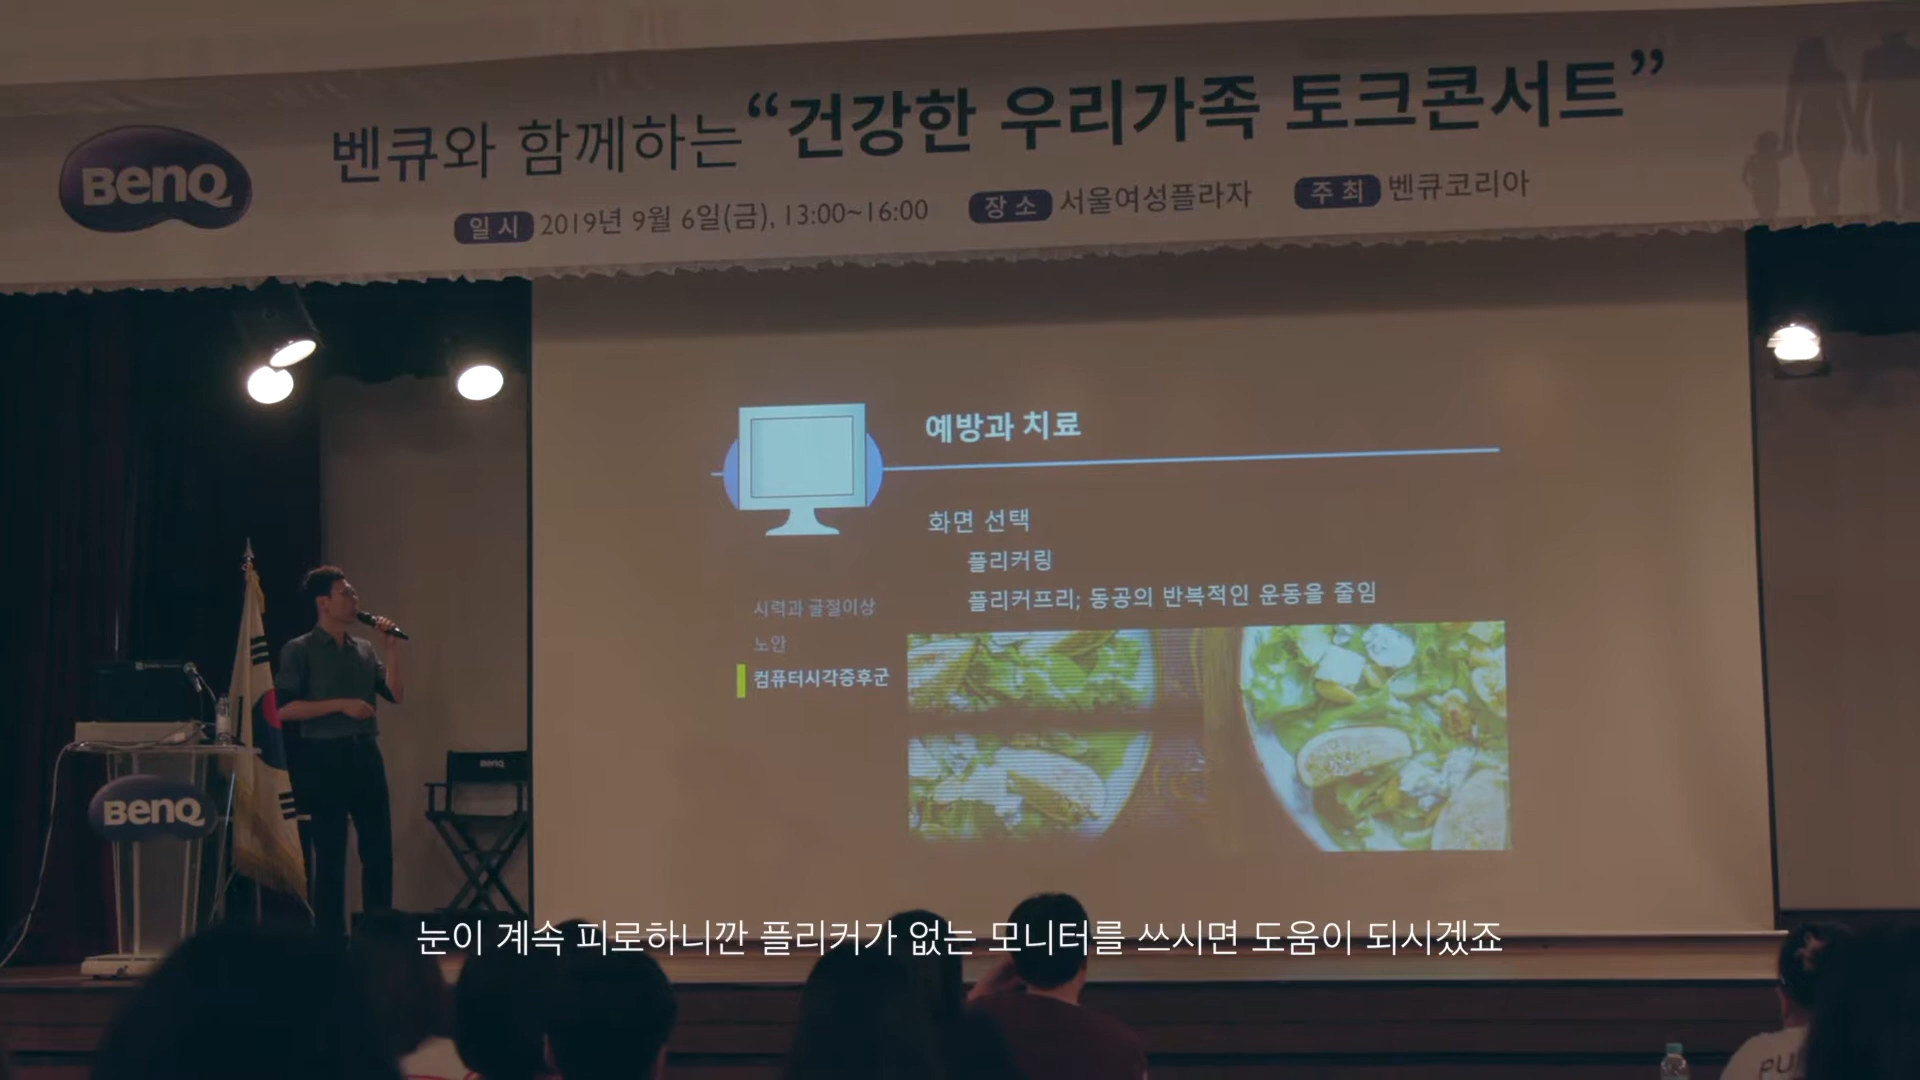 BenQ
벤큐와 함께하는 “건강한 우리가족 토크콘서트”
일 시 2019년 9월 6일(금), 13:00~16:00 장 소 서울여성플라자 주 최 벤큐코리아
예방과 치료
화면 선택
플리커링
플리커프리; 동공의 반복적인 운동을 줄임
시력과 굴절이상
노안
컴퓨터시각증후군
BenQ
BenQ
눈이 계속 피로하니깐 플리커가 없는 모니터를 쓰시면 도움이 되시겠죠